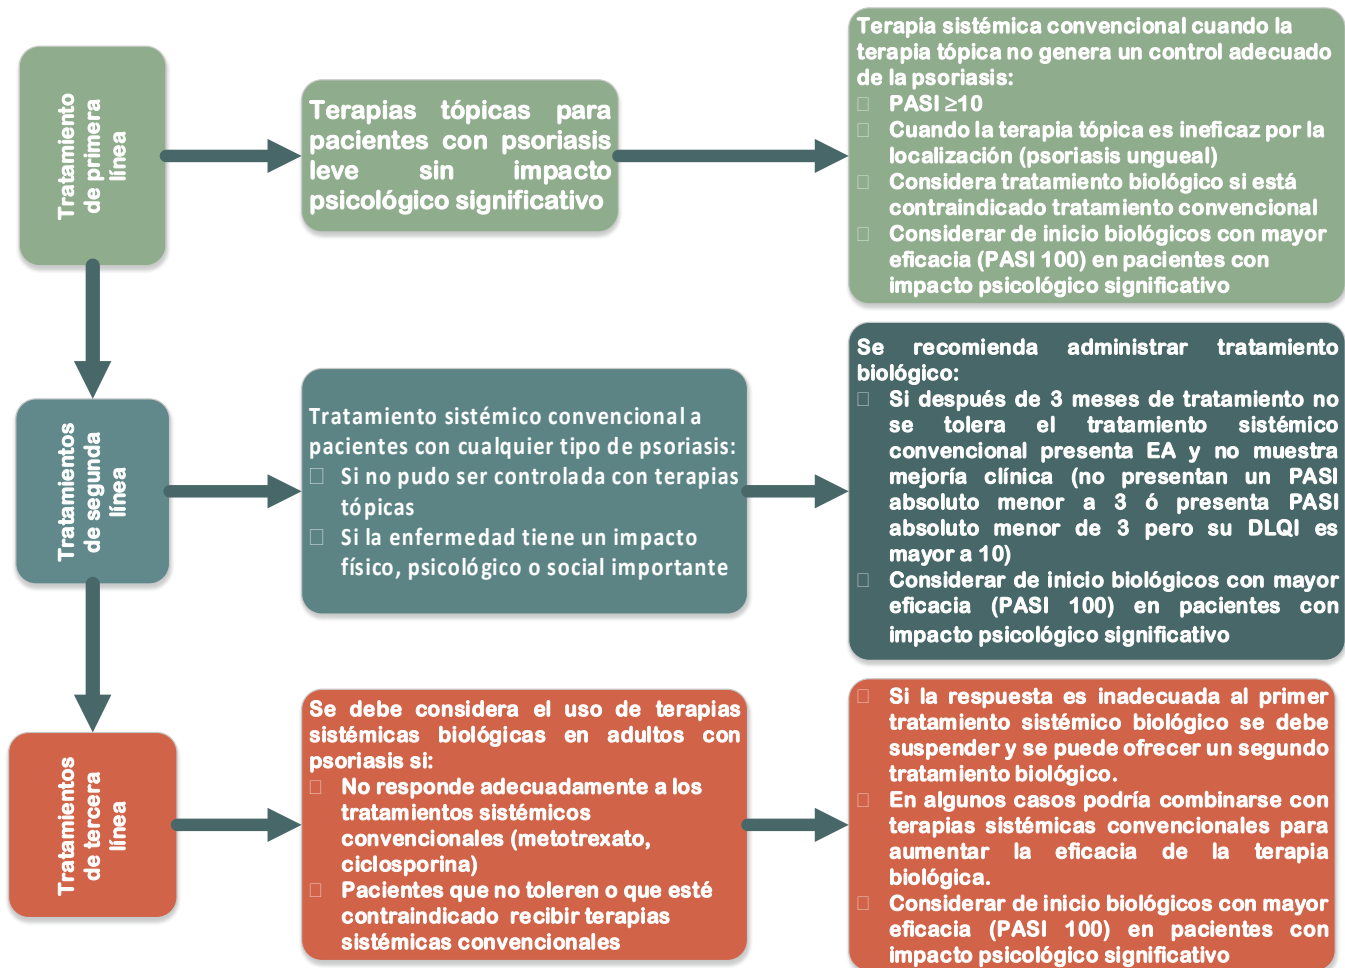 Tratamiento
de primera
línea
Terapias tópicas para
pacientes con psoriasis
leve sin impacto
psicológico significativo
Terapia sistémica convencional cuando la
terapia tópica no genera un control adecuado
de la psoriasis:
PASI ≥10
Cuando la terapia tópica es ineficaz por la
localización (psoriasis ungueal)
Considera tratamiento biológico si está
contraindicado tratamiento convencional
Considerar de inicio biológicos con mayor
eficacia (PASI 100) en pacientes con
impacto psicológico significativo
Tratamientos
de segunda
línea
Tratamiento sistémico convencional a
pacientes con cualquier tipo de psoriasis:
Si no pudo ser controlada con terapias
tópicas
Si la enfermedad tiene un impacto
físico, psicológico o social importante
Se recomienda administrar tratamiento
biológico:
Si después de 3 meses de tratamiento no
se tolera el tratamiento sistémico
convencional presenta EA y no muestra
mejoría clínica (no presentan un PASI
absoluto menor a 3 ó presenta PASI
absoluto menor de 3 pero su DLQI es
mayor a 10)
Considerar de inicio biológicos con mayor
eficacia (PASI 100) en pacientes con
impacto psicológico significativo
Tratamientos
de tercera
línea
Se debe considera el uso de terapias
sistémicas biológicas en adultos con
psoriasis si:
No responde adecuadamente a los
tratamientos sistémicos
convencionales (metotrexato,
ciclosporina)
Pacientes que no toleren o que esté
contraindicado recibir terapias
sistémicas convencionales
Si la respuesta es inadecuada al primer
tratamiento sistémico biológico se debe
suspender y se puede ofrecer un segundo
tratamiento biológico.
En algunos casos podría combinarse con
terapias sistémicas convencionales para
aumentar la eficacia de la terapia
biológica.
Considerar de inicio biológicos con mayor
eficacia (PASI 100) en pacientes con
impacto psicológico significativo